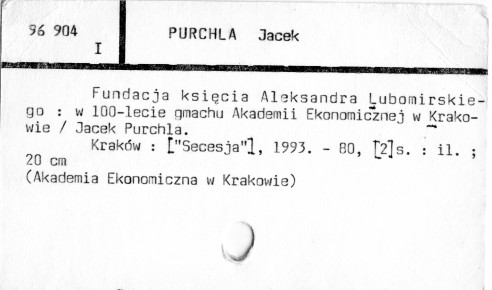 96 904
I
PURCHLA Jacek
Fundacja księcia Aleksandra Lubomirskie-
go : w 100-lecie gmachu Akademii Ekonomicznej w Krako-
wie / Jacek Purchla.
Kraków : ["Secesja"], 1993. - 80, [2]s. : il. ;
20 cm
(Akademia Ekonomiczna w Krakowie)